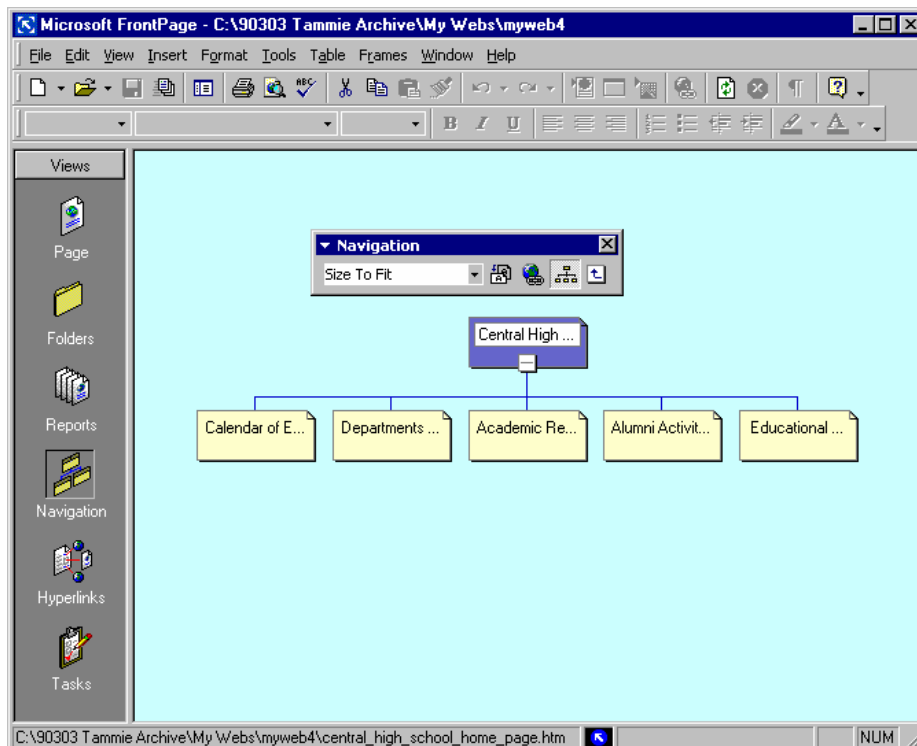 Microsoft FrontPage - C:\90303 Tammie Archive\My Webs\myweb4
File Edit View Insert Format Tools Table Frames Window Help
ABC
B I U A
Views
Page
Folders
Reports
Navigation
Hyperlinks
Tasks
Navigation
Size To Fit
Central High ...
Calendar of E... Departments ... Academic Re... Alumni Activit... Educational ...
C:\90303 Tammie Archive\My Webs\myweb4\central_high_school_home_page.htm NUM